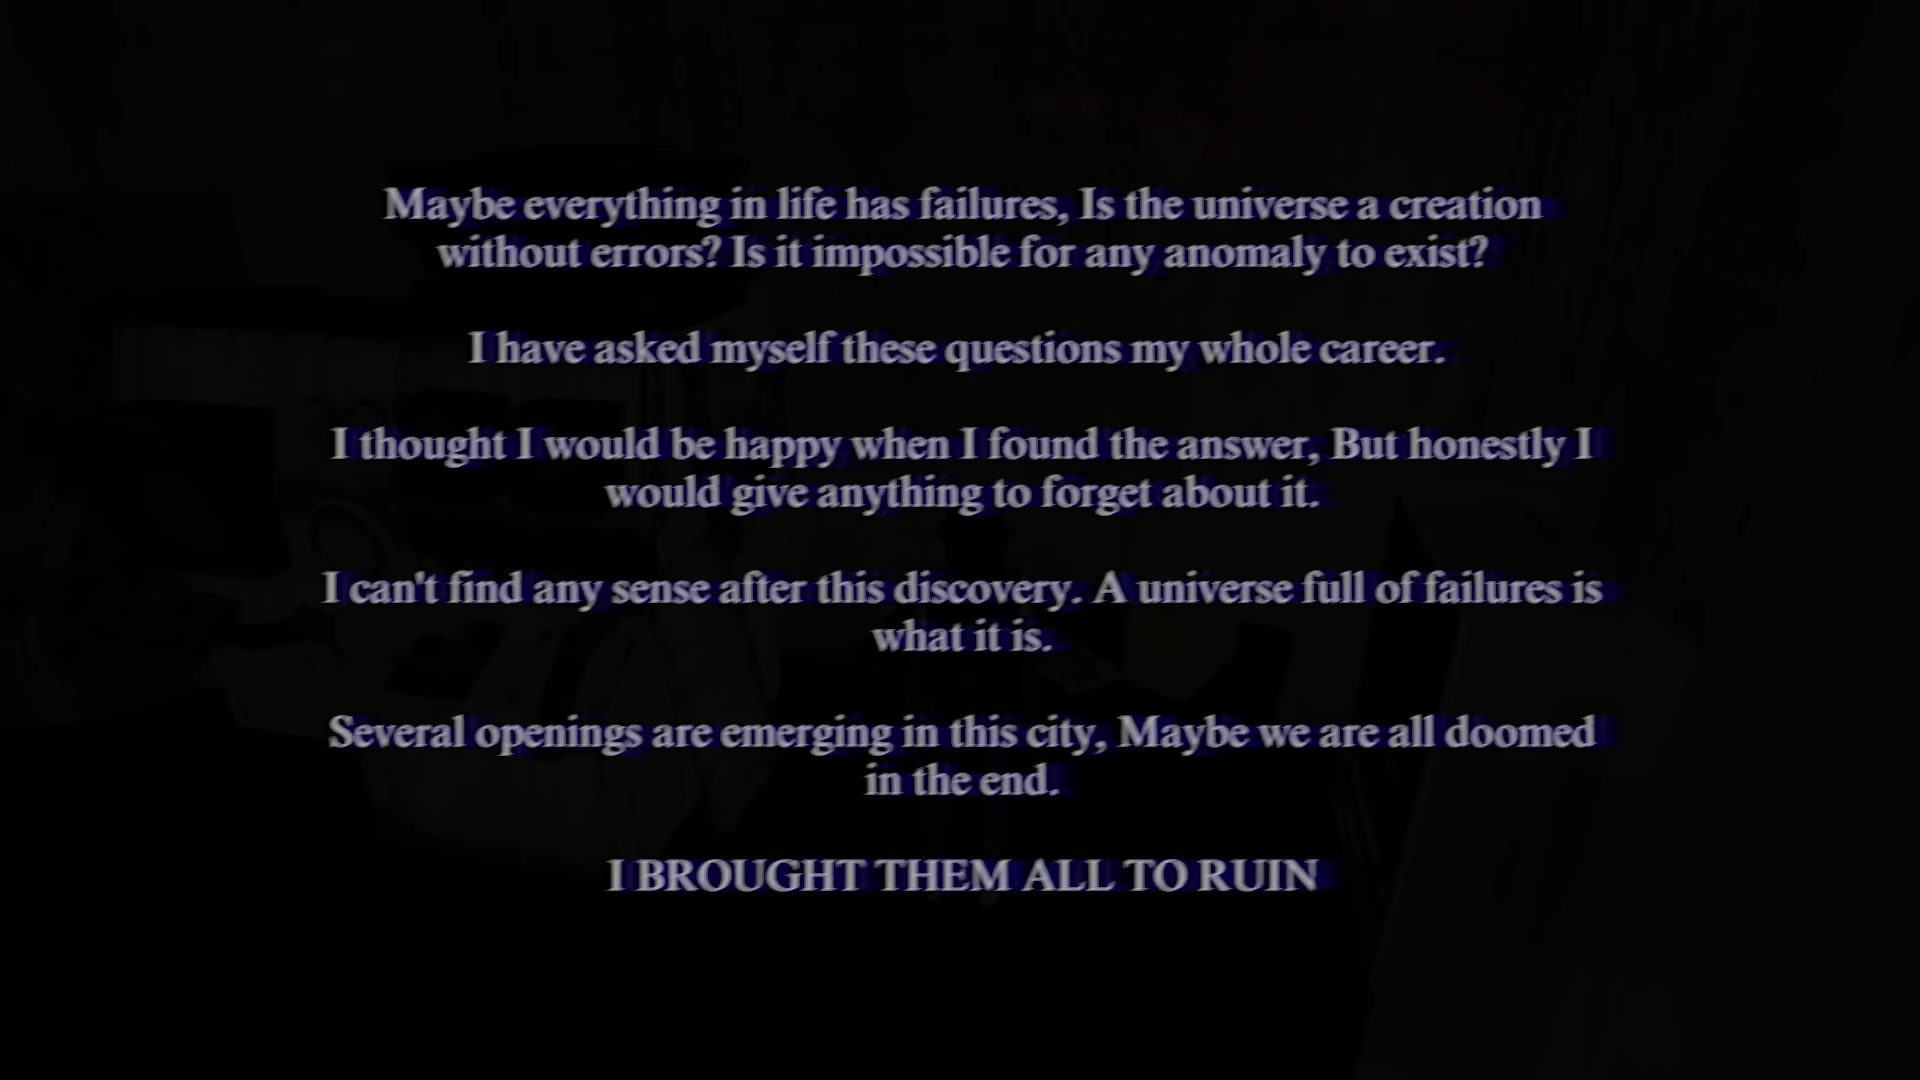 Maybe everything in life has failures, Is the universe a creation
without errors? Is it impossible for any anomaly to exist?
I have asked myself these questions my whole career.
I thought I would be happy when I found the answer, But honestly I
would give anything to forget about it.
I can't find any sense after this discovery. A universe full of failures is
what it is.
Several openings are emerging in this city, Maybe we are all doomed
in the end.
I BROUGHT THEM ALL TO RUIN